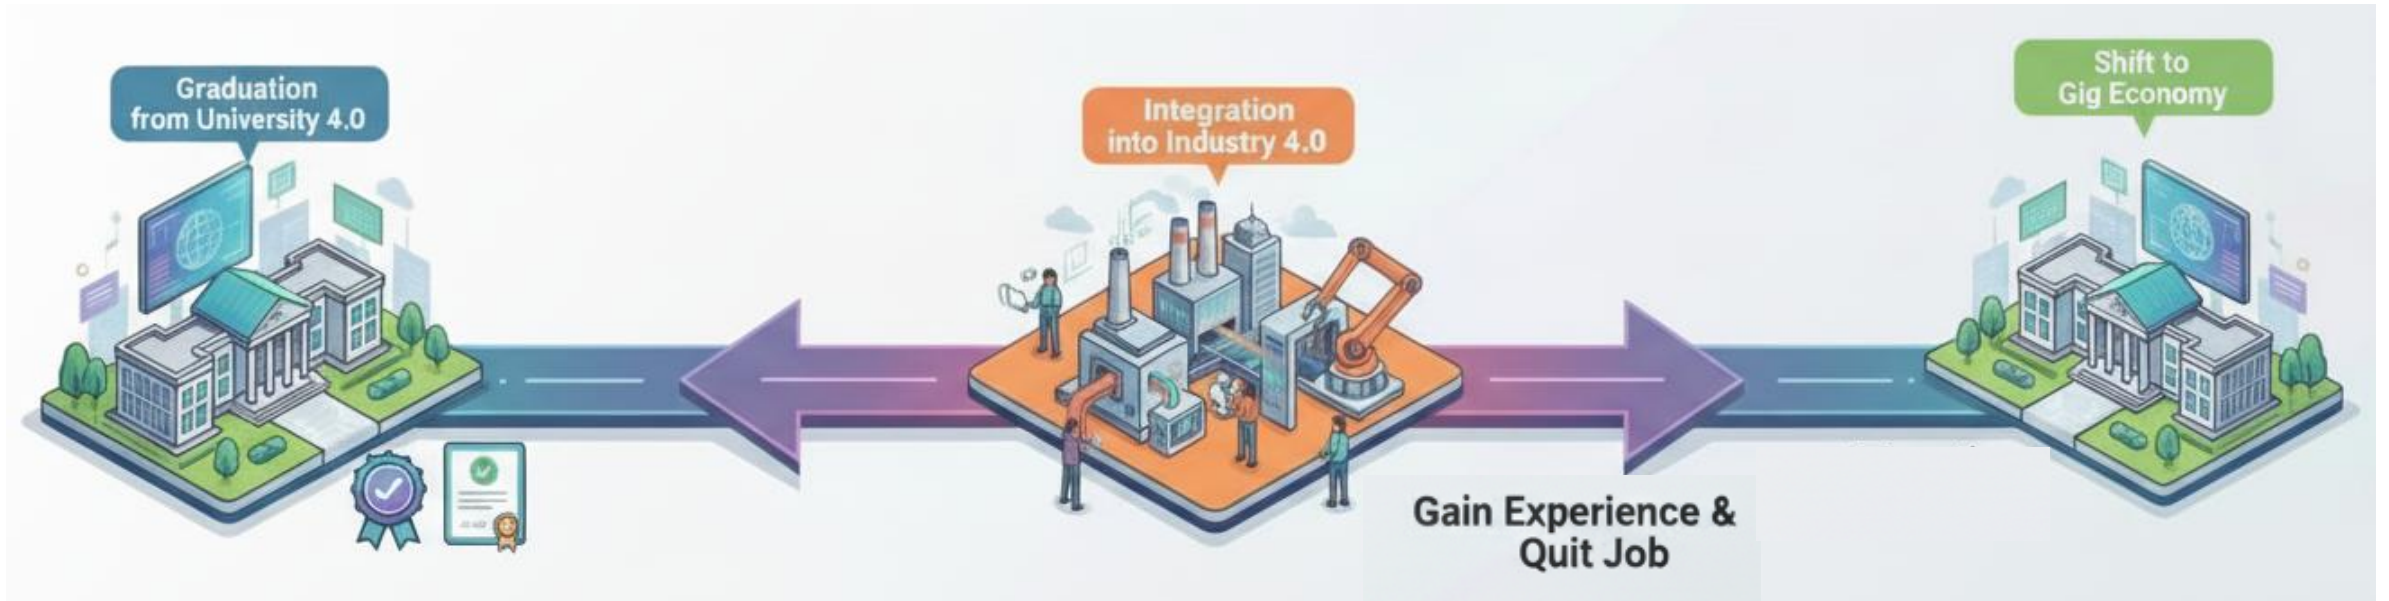 Graduation
from University 4.0
Integration
into Industry 4.0
Shift to
Gig Economy
Gain Experience &
Quit Job